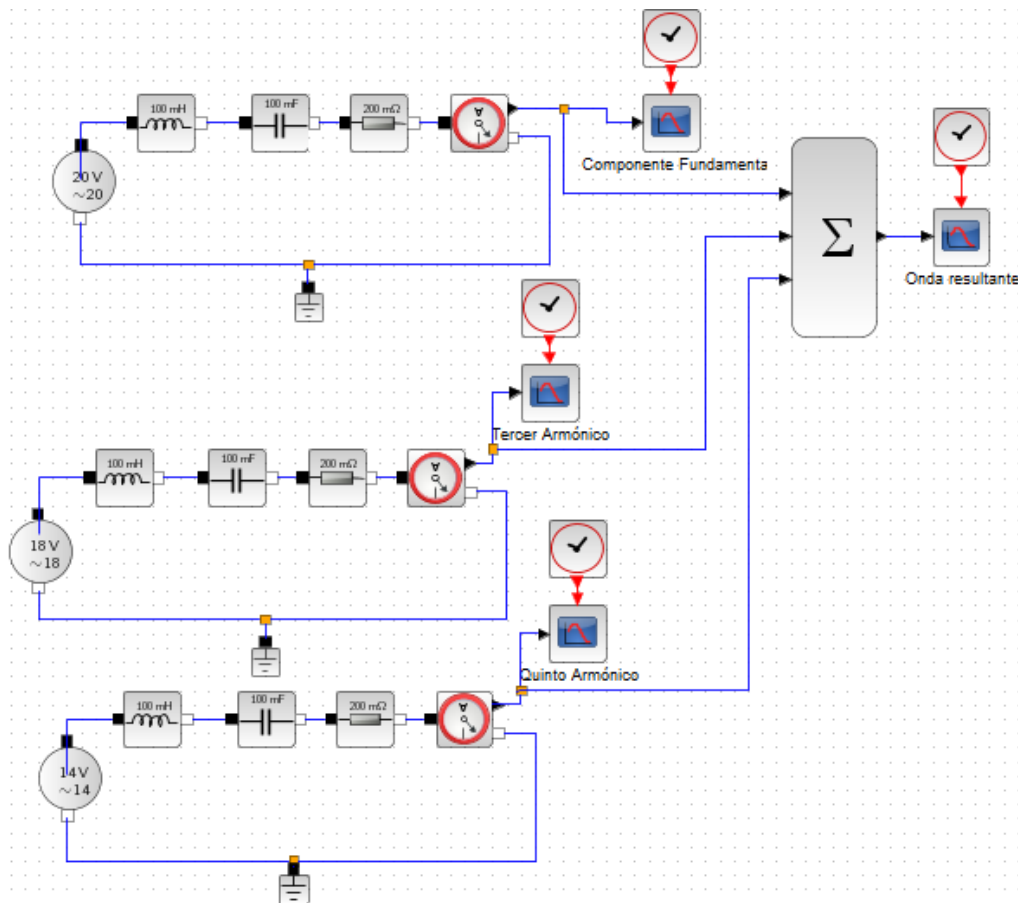 100 mH
100 mF
200 mΩ
A
20 V
~20
Componente Fundamenta
Σ
Onda resultante
Tercer Armónico
100 mH
100 mF
200 mΩ
A
18 V
~18
Quinto Armónico
100 mH
100 mF
200 mΩ
A
14 V
~14